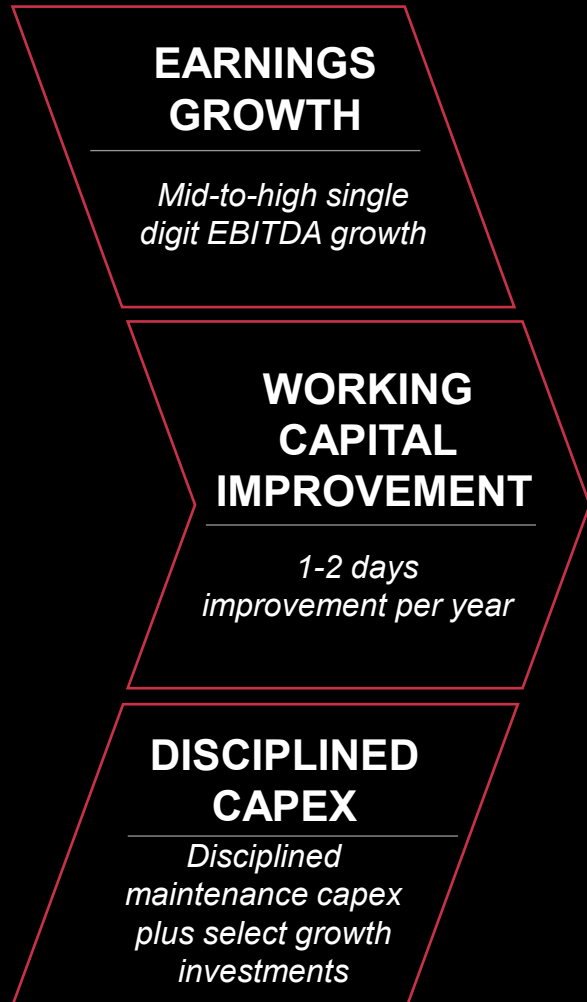 EARNINGS
GROWTH
Mid-to-high single
digit EBITDA growth
WORKING
CAPITAL
IMPROVEMENT
1-2 days
improvement per year
DISCIPLINED
CAPEX
Disciplined
maintenance capex
plus select growth
investments